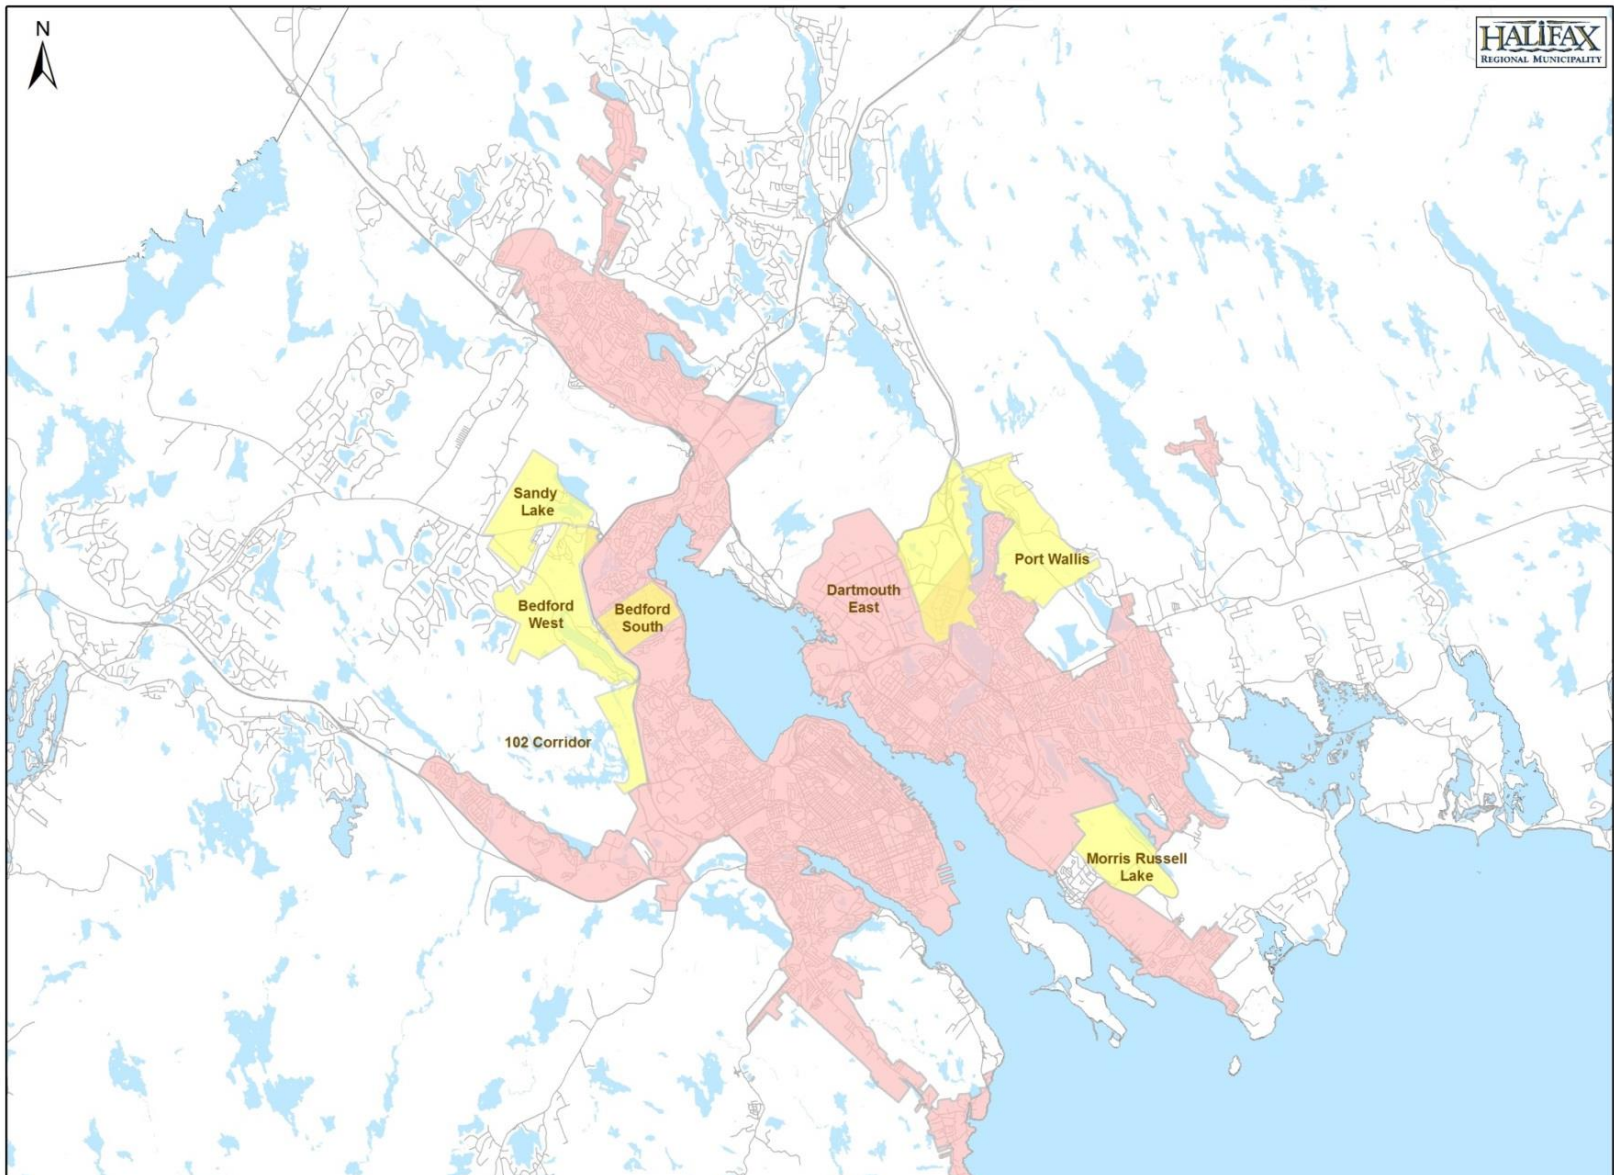 N
HALIFAX
REGIONAL MUNICIPALITY
Sandy
Lake
Port Wallis
Dartmouth
East
Bedford
West
Bedford
South
102 Corridor
Morris Russell
Lake